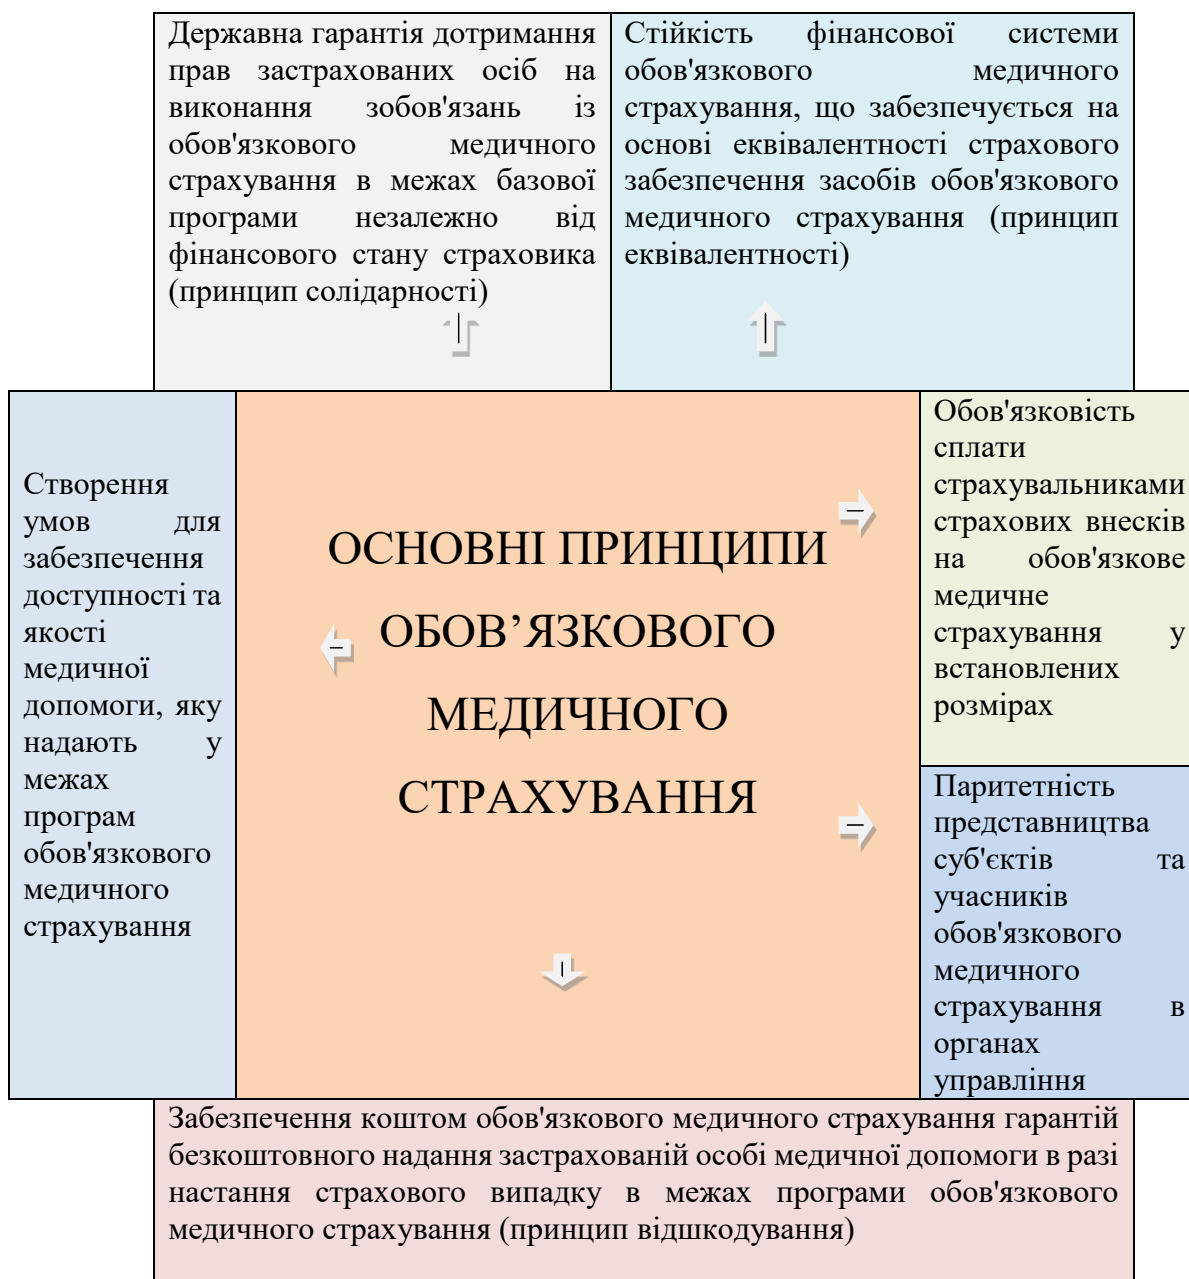 Державна гарантія дотримання
прав застрахованих осіб на
виконання зобов'язань із
обов'язкового медичного
страхування в межах базової
програми незалежно від
фінансового стану страховика
(принцип солідарності)
Стійкість фінансової системи
обов'язкового медичного
страхування, що забезпечується на
основі еквівалентності страхового
забезпечення засобів обов'язкового
медичного страхування (принцип
еквівалентності)
Створення
умов для
забезпечення
доступності та
якості
медичної
допомоги, яку
надають у
межах
програм
обов'язкового
медичного
страхування
ОСНОВНІ ПРИНЦИПИ
ОБОВ’ЯЗКОВОГО
МЕДИЧНОГО
СТРАХУВАННЯ
Обов'язковість
сплати
страхувальниками
страхових внесків
на обов'язкове
медичне
страхування у
встановлених
розмірах
Паритетність
представництва
суб'єктів та
учасників
обов'язкового
медичного
страхування в
органах
управління
Забезпечення коштом обов'язкового медичного страхування гарантій
безкоштовного надання застрахованій особі медичної допомоги в разі
настання страхового випадку в межах програми обов'язкового
медичного страхування (принцип відшкодування)